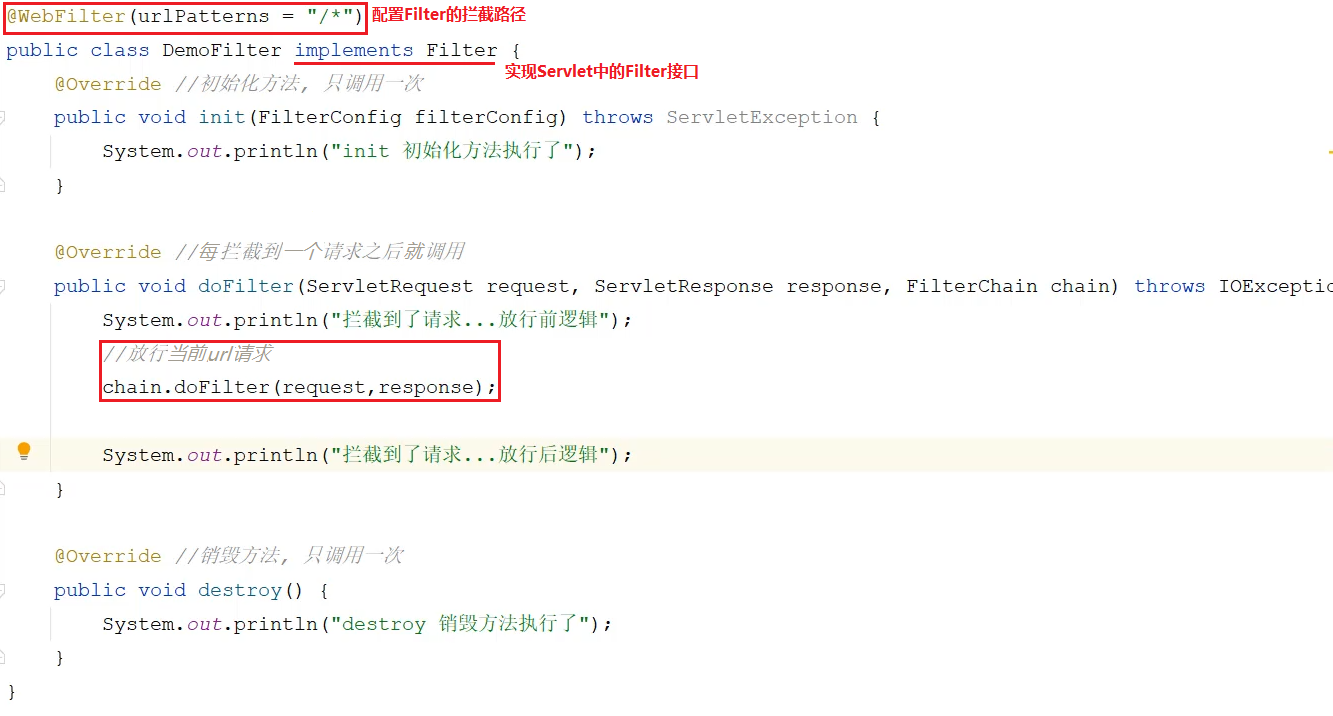 @WebFilter(urlPatterns = "/*") 配置Filter的拦截路径
public class DemoFilter implements Filter {
实现Servlet中的Filter接口
@Override //初始化方法, 只调用一次
public void init(FilterConfig filterConfig) throws ServletException {
System.out.println("init 初始化方法执行了");
}
@Override //每拦截到一个请求之后就调用
public void doFilter(ServletRequest request, ServletResponse response, FilterChain chain) throws IOExceptio
System.out.println("拦截到了请求...放行前逻辑");
//放行当前url请求
chain.doFilter(request,response);
System.out.println("拦截到了请求...放行后逻辑");
}
@Override //销毁方法, 只调用一次
public void destroy() {
System.out.println("destroy 销毁方法执行了");
}
}